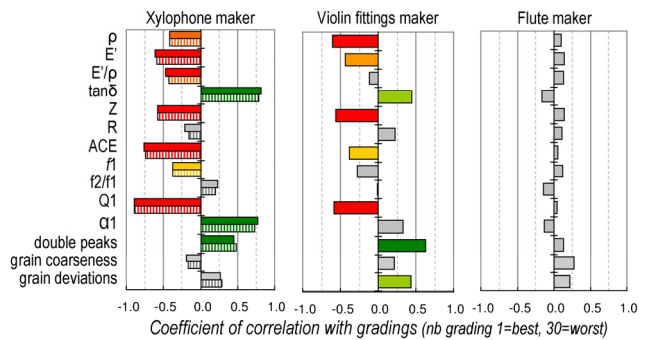 Xylophone maker Violin fittings maker Flute maker
ρ
E'
E'/ρ
tanδ
Z
R
ACE
f1
f2/f1
Q1
α1
double peaks
grain coarseness
grain deviations
-1.0 -0.5 0.0 0.5 1.0 -1.0 -0.5 0.0 0.5 1.0 -1.0 -0.5 0.0 0.5 1.0
Coefficient of correlation with gradings (nb grading 1=best, 30=worst)